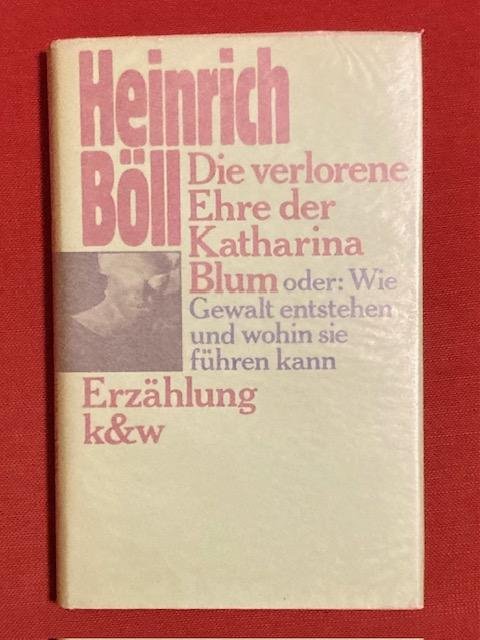 Heinrich
Böll
Die verlorene
Ehre der
Katharina
Blum oder: Wie
Gewalt entstehen
und wohin sie
führen kann
Erzählung
k&w